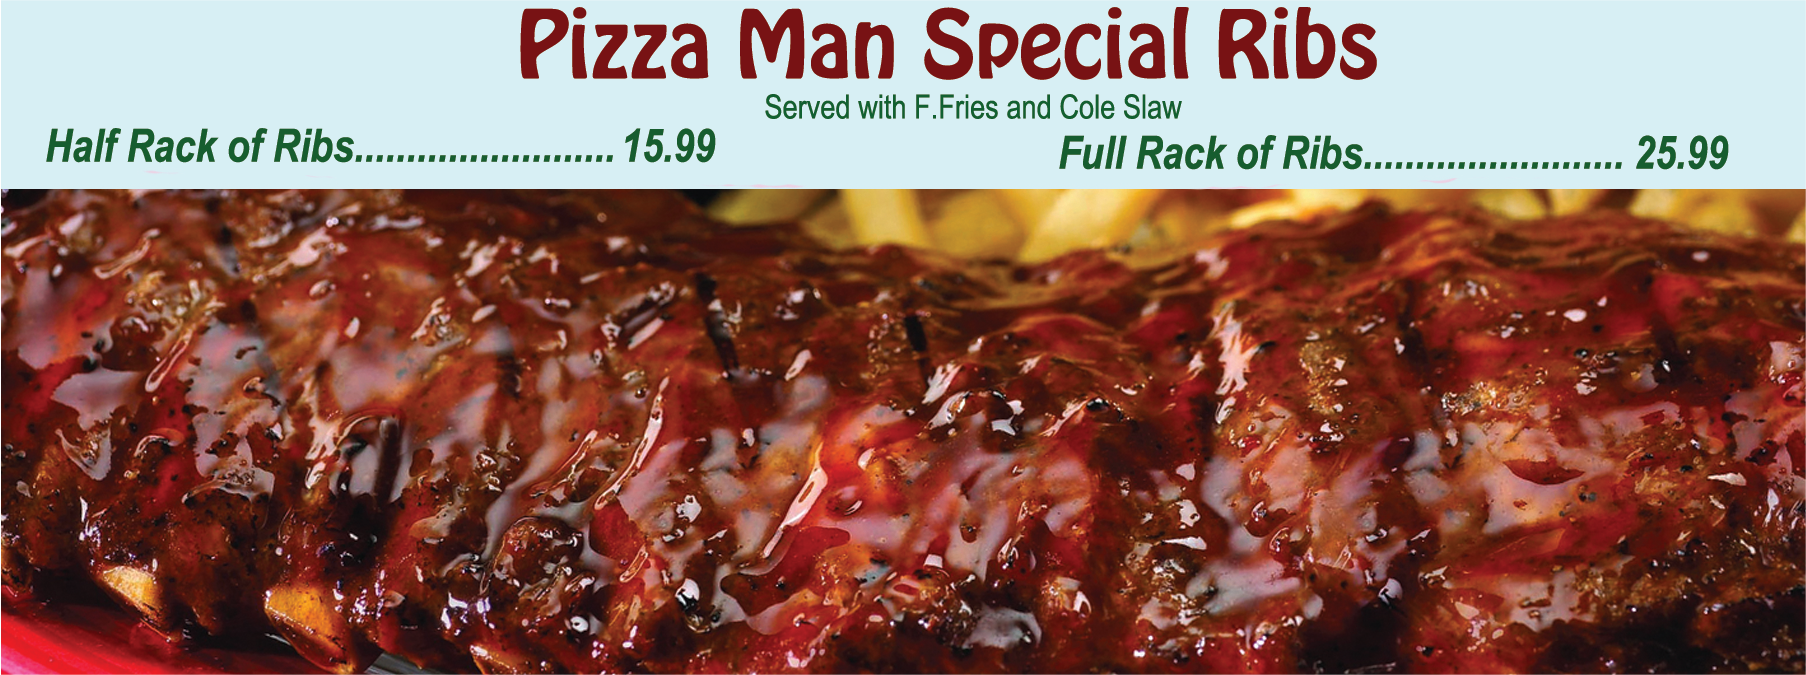 Pizza Man Special Ribs
Served with F.Fries and Cole Slaw
Half Rack of Ribs......................... 15.99
Full Rack of Ribs......................... 25.99